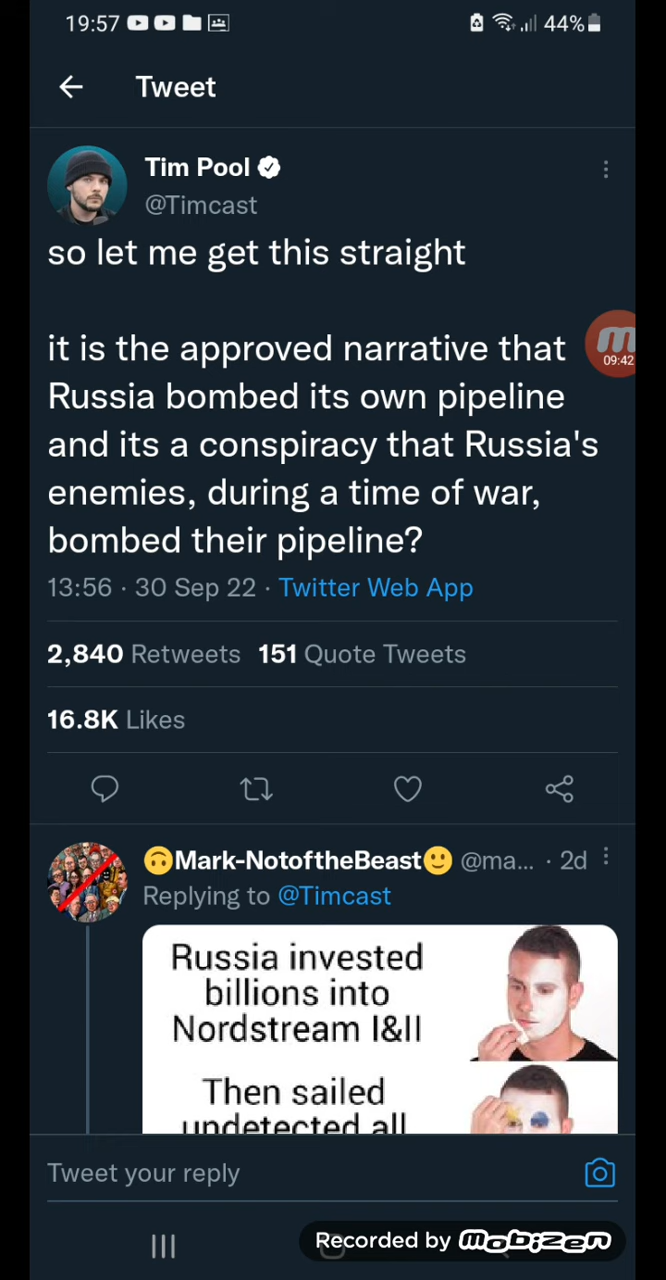 19:57
44%
Tweet
Tim Pool
@Timcast
so let me get this straight
it is the approved narrative that
Russia bombed its own pipeline
and its a conspiracy that Russia's
enemies, during a time of war,
bombed their pipeline?
09:42
13:56 · 30 Sep 22 · Twitter Web App
2,840 Retweets 151 Quote Tweets
16.8K Likes
🙃Mark-NotoftheBeast🙂 @ma... · 2d
Replying to @Timcast
Russia invested
billions into
Nordstream I&II
Then sailed
undetected all
Tweet your reply
Recorded by mobizen